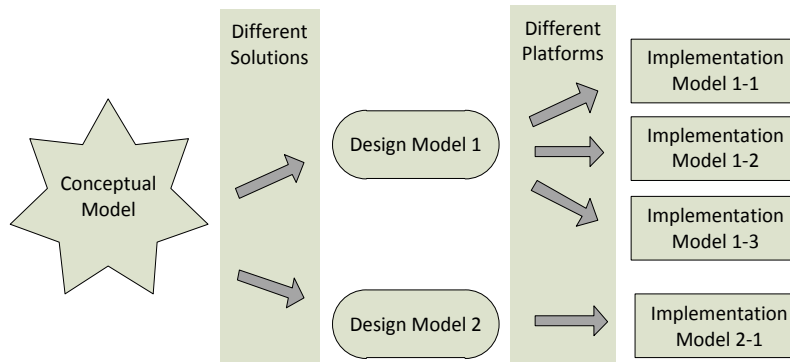 Different
Solutions
Different
Platforms
Conceptual
Model
Design Model 1
Design Model 2
Implementation
Model 1-1
Implementation
Model 1-2
Implementation
Model 1-3
Implementation
Model 2-1